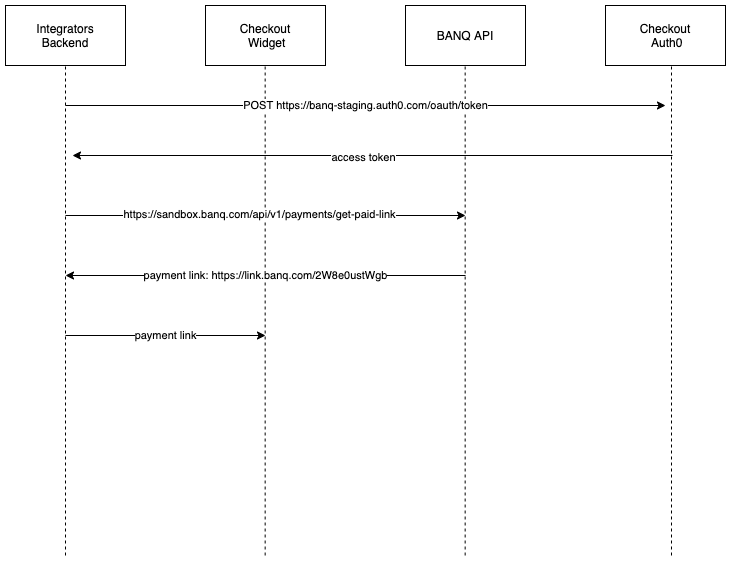 Integrators
Backend
Checkout
Widget
BANQ API
Checkout
Auth0
POST https://banq-staging.auth0.com/oauth/token
access token
https://sandbox.banq.com/api/v1/payments/get-paid-link
payment link: https://link.banq.com/2W8e0ustWgb
payment link